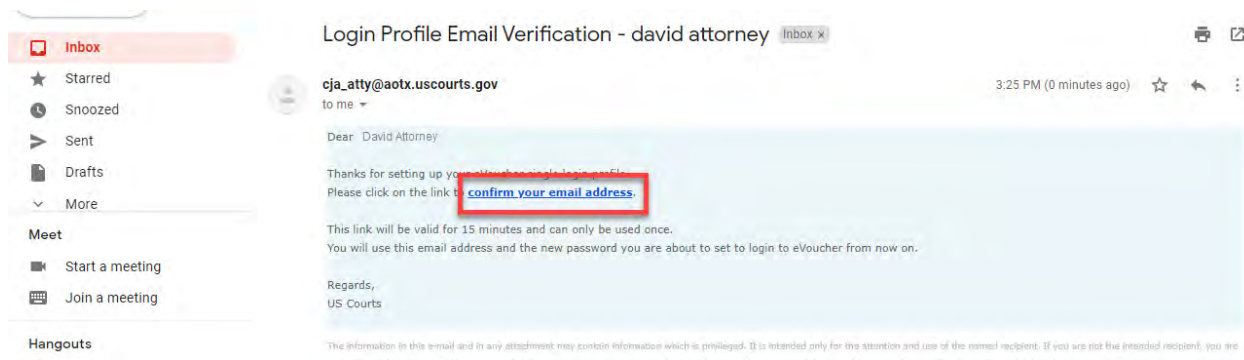 Login Profile Email Verification - david attorney Inbox x
Inbox
Starred
Snoozed
Sent
Drafts
More
Meet
Start a meeting
Join a meeting
Hangouts
cja_atty@aotx.uscourts.gov 3:25 PM (0 minutes ago)
to me
Dear David Attorney
Thanks for setting up your eVoucher single login profile.
Please click on the link to confirm your email address.
This link will be valid for 15 minutes and can only be used once.
You will use this email address and the new password you are about to set to login to eVoucher from now on.
Regards,
US Courts
The information in this e-mail and in any attachment may contain information which is privileged. It is intended only for the attention and use of the named recipient. If you are not the intended recipient, you are